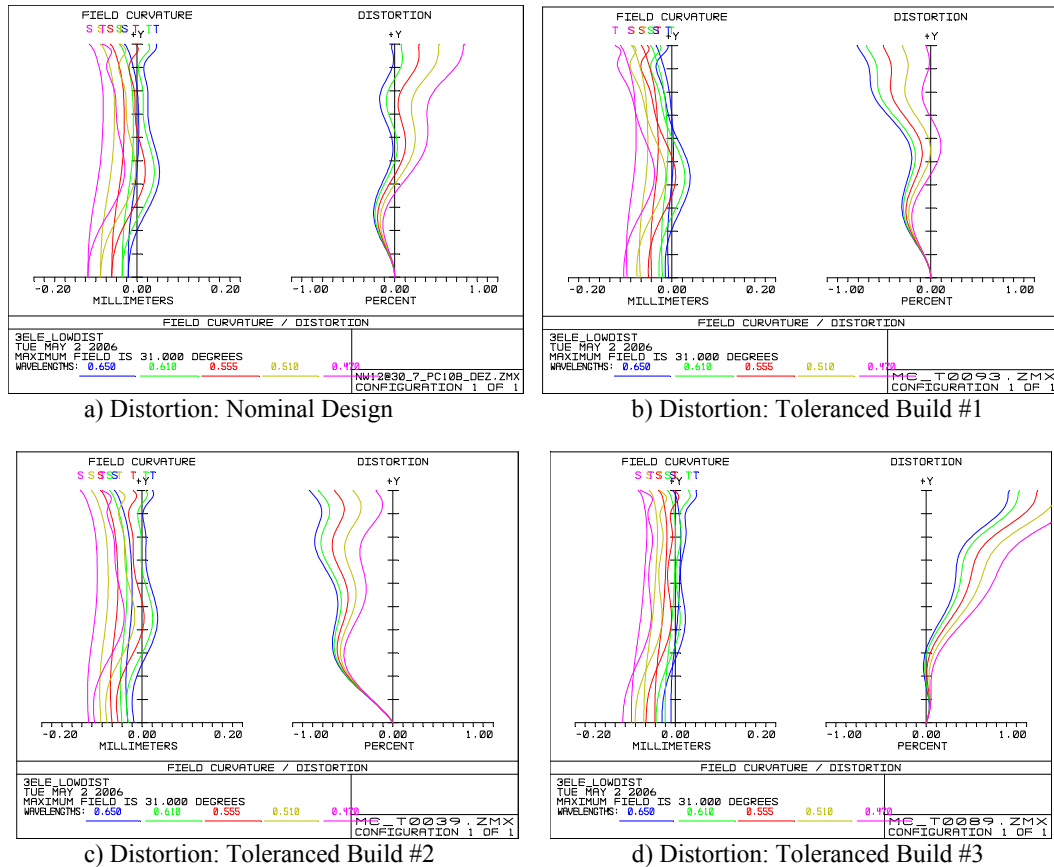 FIELD CURVATURE DISTORTION
S STSSST TT
+Y +Y
-0.20 0.00 0.20
MILLIMETERS
-1.00 0.00 1.00
PERCENT
FIELD CURVATURE / DISTORTION
3ELE_LOWDIST
TUE MAY 2 2006
MAXIMUM FIELD IS 31.000 DEGREES
WAVELENGTHS: 0.650 0.610 0.555 0.510 0.470
CONFIGURATION 1 OF 1
a) Distortion: Nominal Design
FIELD CURVATURE DISTORTION
+Y +Y
-0.20 0.00 0.20
MILLIMETERS
-1.00 0.00 1.00
PERCENT
FIELD CURVATURE / DISTORTION
3ELE_LOWDIST
TUE MAY 2 2006
MAXIMUM FIELD IS 31.000 DEGREES
WAVELENGTHS: 0.650 0.610 0.555 0.510 0.470
MC_T0093.ZMX
CONFIGURATION 1 OF 1
b) Distortion: Toleranced Build #1
FIELD CURVATURE DISTORTION
+Y +Y
-0.20 0.00 0.20
MILLIMETERS
-1.00 0.00 1.00
PERCENT
FIELD CURVATURE / DISTORTION
3ELE_LOWDIST
TUE MAY 2 2006
MAXIMUM FIELD IS 31.000 DEGREES
WAVELENGTHS: 0.650 0.610 0.555 0.510 0.470
MC_T0039.ZMX
CONFIGURATION 1 OF 1
c) Distortion: Toleranced Build #2
FIELD CURVATURE DISTORTION
+Y +Y
-0.20 0.00 0.20
MILLIMETERS
-1.00 0.00 1.00
PERCENT
FIELD CURVATURE / DISTORTION
3ELE_LOWDIST
TUE MAY 2 2006
MAXIMUM FIELD IS 31.000 DEGREES
WAVELENGTHS: 0.650 0.610 0.555 0.510 0.470
MC_T0089.ZMX
CONFIGURATION 1 OF 1
d) Distortion: Toleranced Build #3